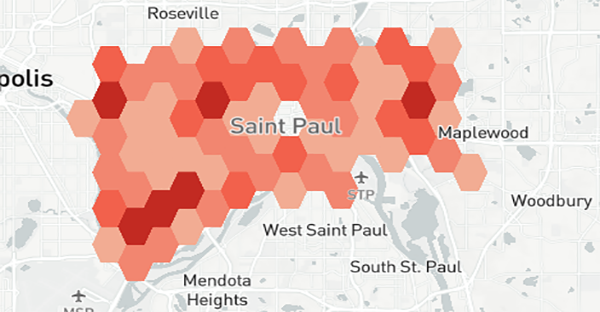 Roseville
polis
Saint Paul
Maplewood
STP
Woodbury
West Saint Paul
South St. Paul
Mendota
Heights
MSP